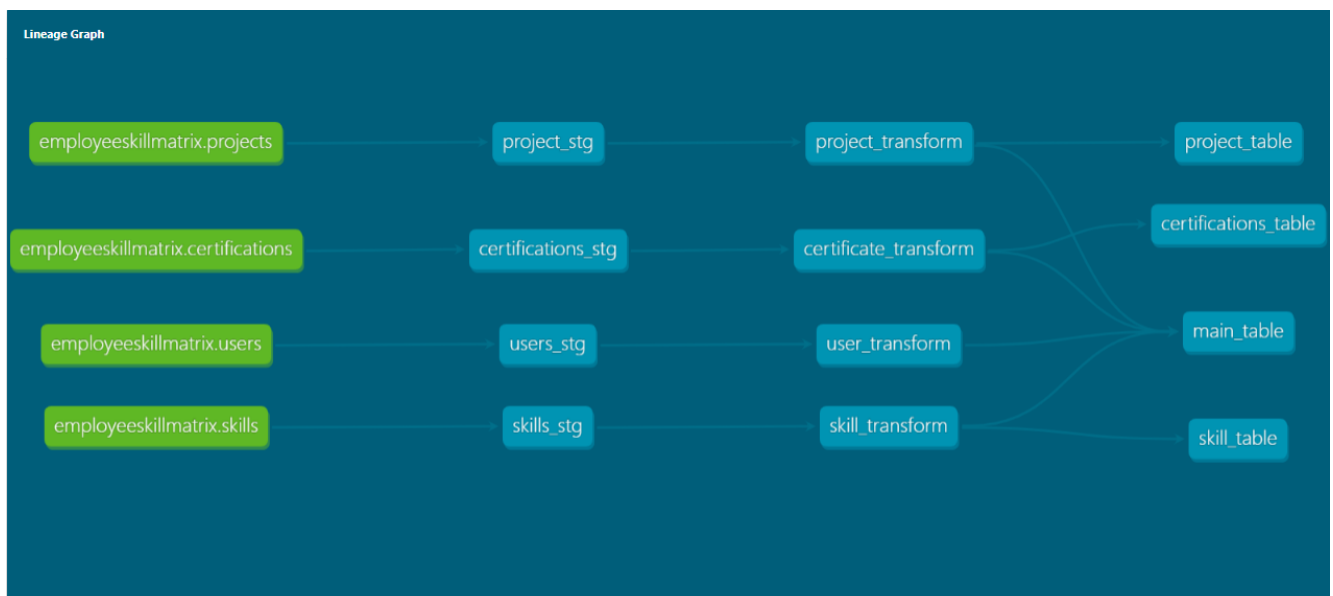 Lineage Graph
employeeskillmatrix.projects
project_stg
project_transform
project_table
certifications_table
employeeskillmatrix.certifications
certifications_stg
certificate_transform
main_table
employeeskillmatrix.users
users_stg
user_transform
employeeskillmatrix.skills
skills_stg
skill_transform
skill_table